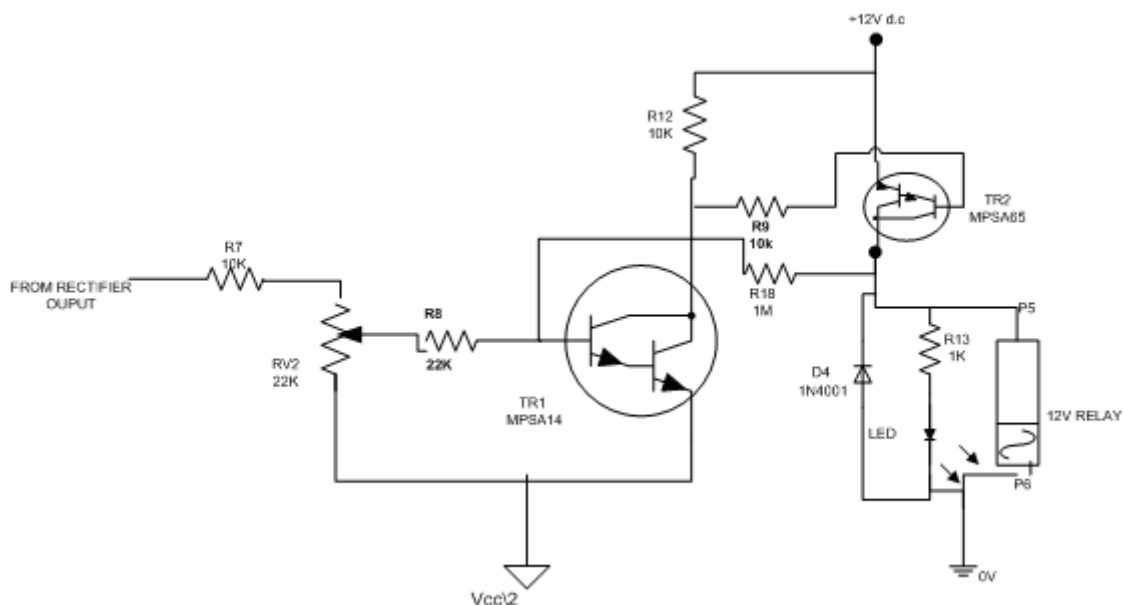 +12V d.c
R12
10K
TR2
MPSA65
R9
10k
R7
10K
FROM RECTIFIER
OUPUT
R18
1M
R8
22K
P5
R13
1K
RV2
22K
D4
1N4001
TR1
MPSA14
12V RELAY
LED
P6
0V
Vcc\2